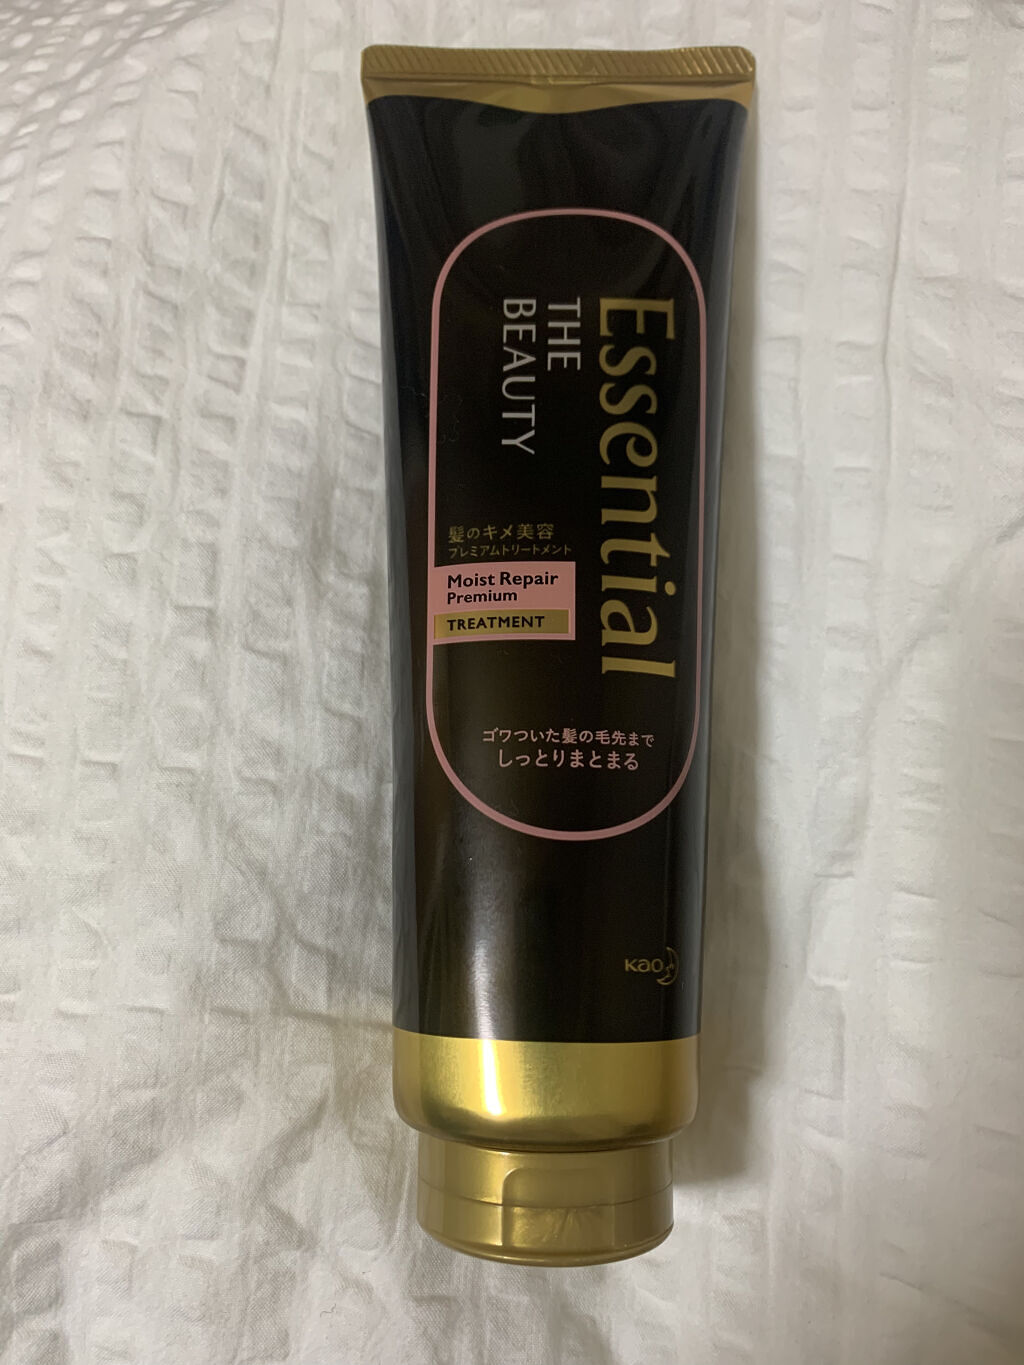 Essential
THE
BEAUTY
髪のキメ美容
プレミアムトリートメント
Moist Repair
Premium
TREATMENT
ゴワついた髪の毛先まで
しっとりまとまる
Kao